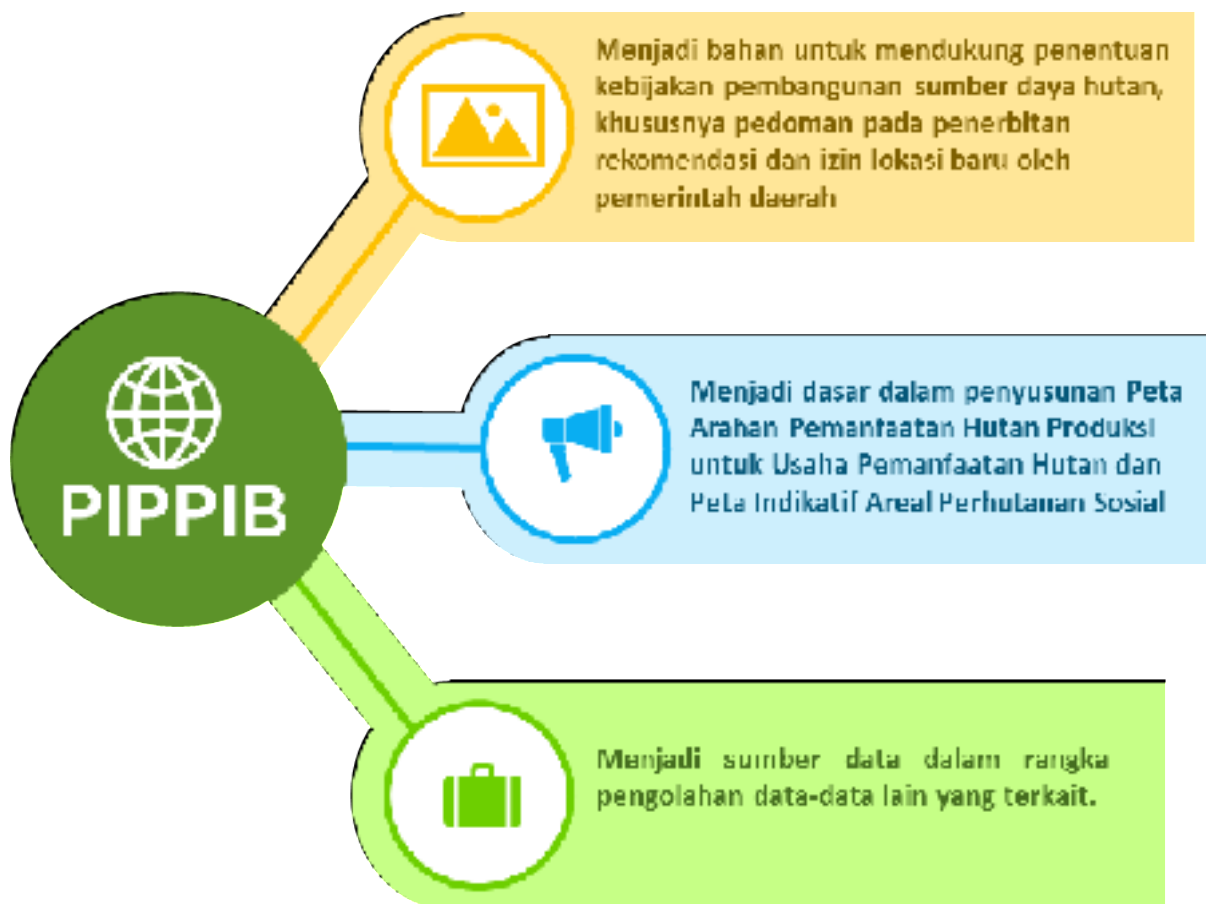 PIPPIB
Menjadi bahan untuk mendukung penentuan
kebijakan pembangunan sumber daya hutan,
khususnya pedoman pada penerbitan
rekomendasi dan izin lokasi baru oleh
pemerintah daerah
Menjadi dasar dalam penyusunan Peta
Arahan Pemanfaatan Hutan Produksi
untuk Usaha Pemanfaatan Hutan dan
Peta Indikatif Areal Perhutanan Sosial
Menjadi sumber data dalam rangka
pengolahan data-data lain yang terkait.